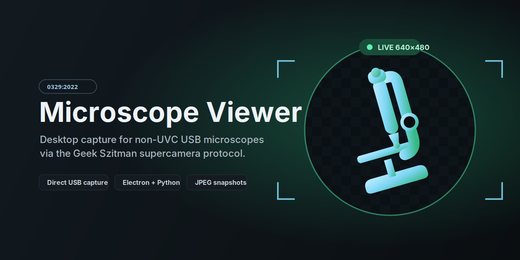 LIVE 640×480
0329:2022
Microscope Viewer
Desktop capture for non-UVC USB microscopes
via the Geek Szitman supercamera protocol.
Direct USB capture
Electron + Python
JPEG snapshots